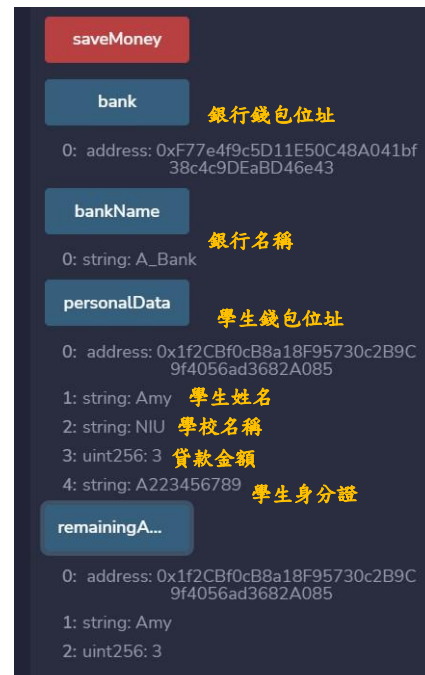 saveMoney
bank
銀行錢包位址
0: address: 0xF77e4f9c5D11E50C48A041bf
38c4c9DEaBD46e43
bankName
銀行名稱
0: string: A_Bank
personalData
學生錢包位址
0: address: 0x1f2CBf0cB8a18F95730c2B9C
9f4056ad3682A085
1: string: Amy 學生姓名
2: string: NIU 學校名稱
3: uint256: 3 貸款金額
4: string: A223456789 學生身分證
remainingA...
0: address: 0x1f2CBf0cB8a18F95730c2B9C
9f4056ad3682A085
1: string: Amy
2: uint256: 3